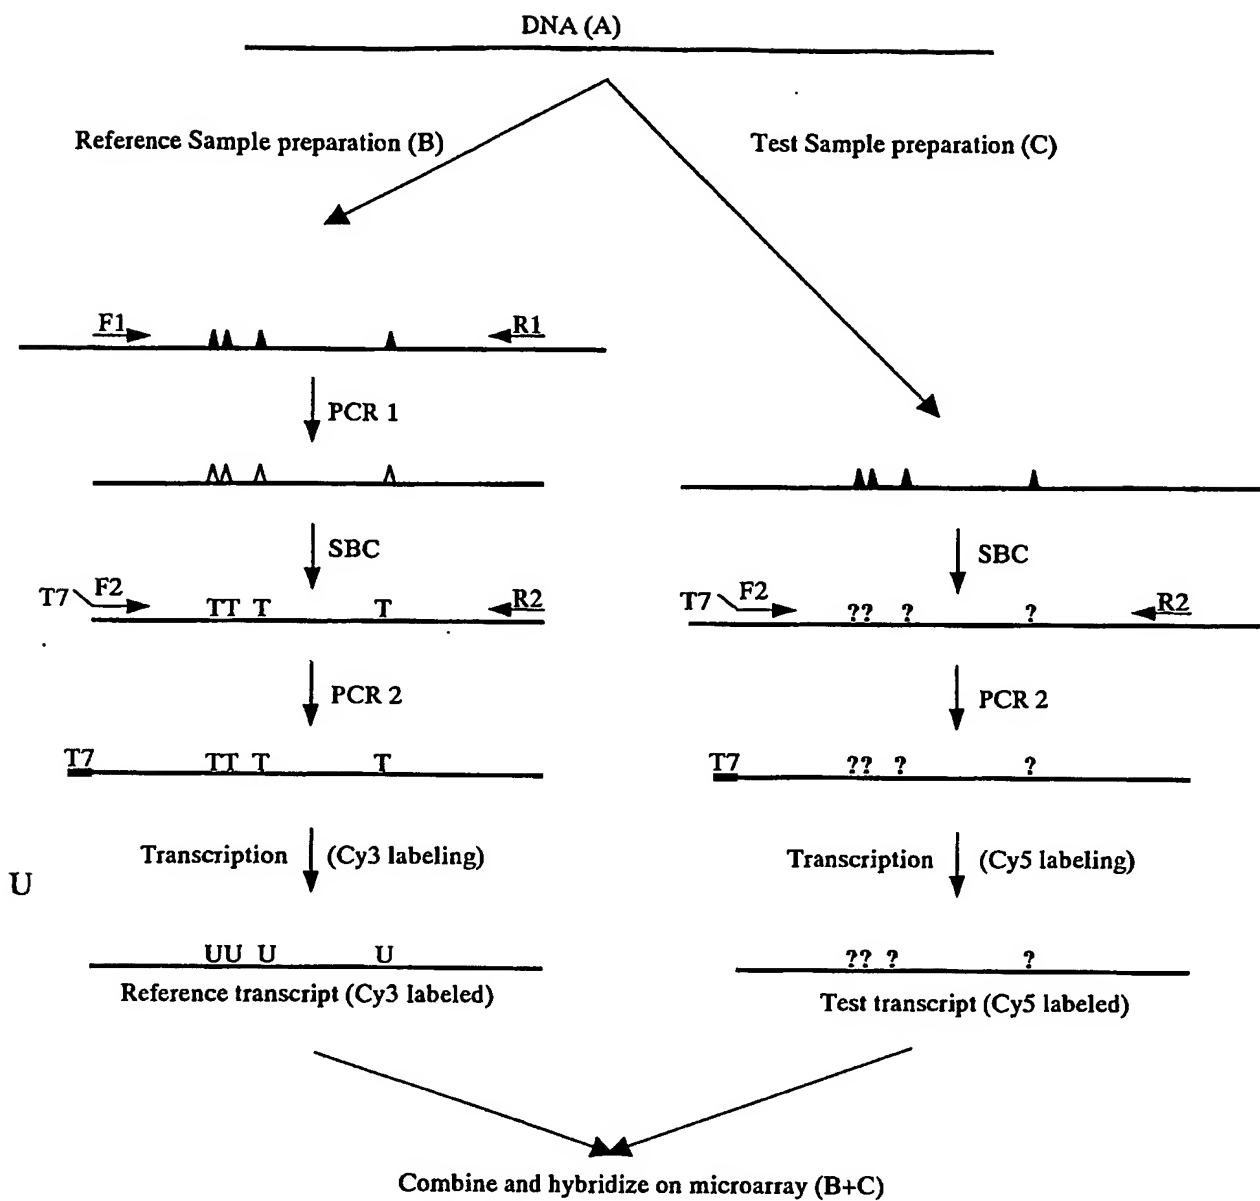 DNA (A)
Reference Sample preparation (B)
Test Sample preparation (C)
F1
R1
PCR 1
SBC
T7
F2
TT T T
R2
PCR 2
T7
TT T T
Transcription
(Cy3 labeling)
U
UU U U
Reference transcript (Cy3 labeled)
SBC
T7
F2
?? ? ?
R2
PCR 2
T7
?? ? ?
Transcription
(Cy5 labeling)
?? ? ?
Test transcript (Cy5 labeled)
Combine and hybridize on microarray (B+C)